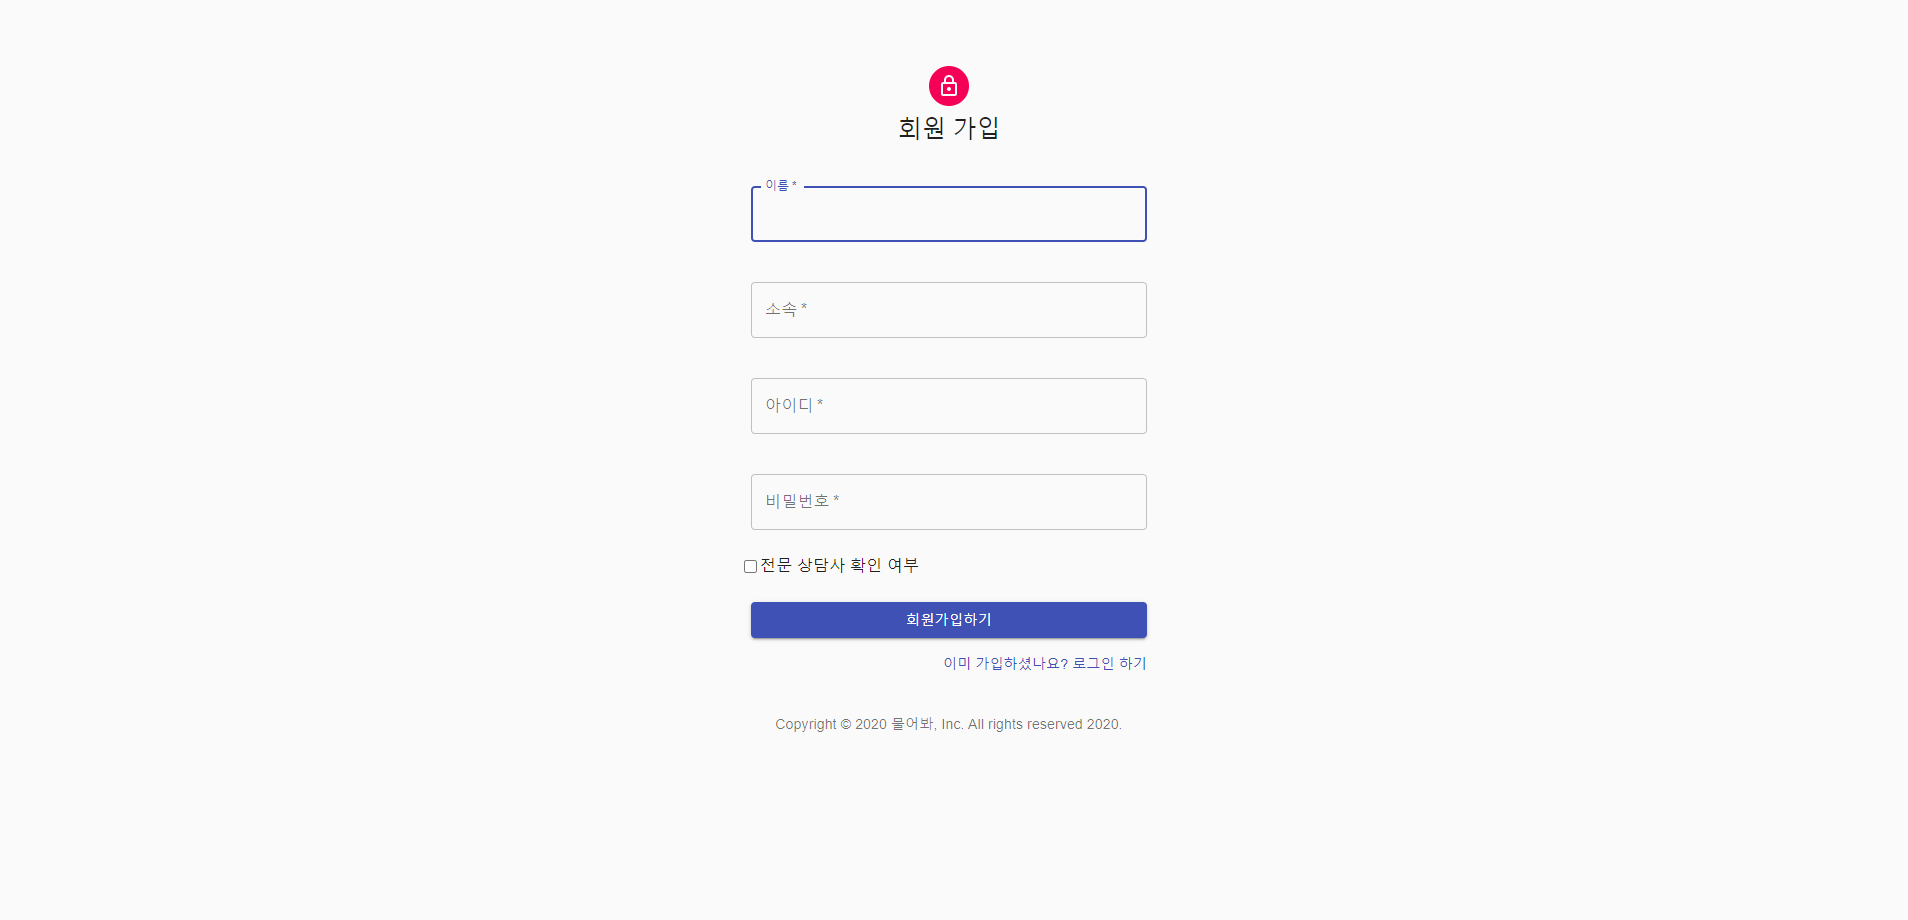 회원 가입
이름 *
소속 *
아이디 *
비밀번호 *
전문 상담사 확인 여부
회원가입하기
이미 가입하셨나요? 로그인 하기
Copyright © 2020 물어봐, Inc. All rights reserved 2020.